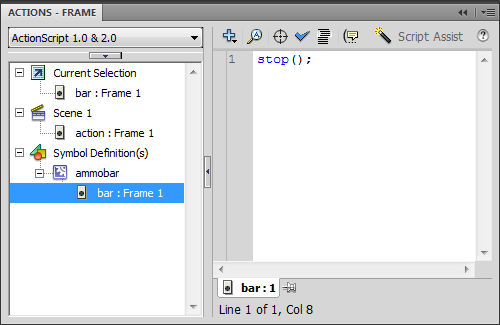 ACTIONS - FRAME
ActionScript 1.0 & 2.0
Script Assist
Current Selection
bar : Frame 1
Scene 1
action : Frame 1
Symbol Definition(s)
ammobar
bar : Frame 1
1 stop();
bar : 1
Line 1 of 1, Col 8